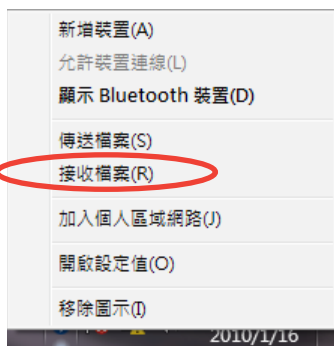 新增裝置(A)
允許裝置連線(L)
顯示 Bluetooth 裝置(D)
傳送檔案(S)
接收檔案(R)
加入個人區域網路(J)
開啟設定值(O)
移除圖示(I)
2010/1/16